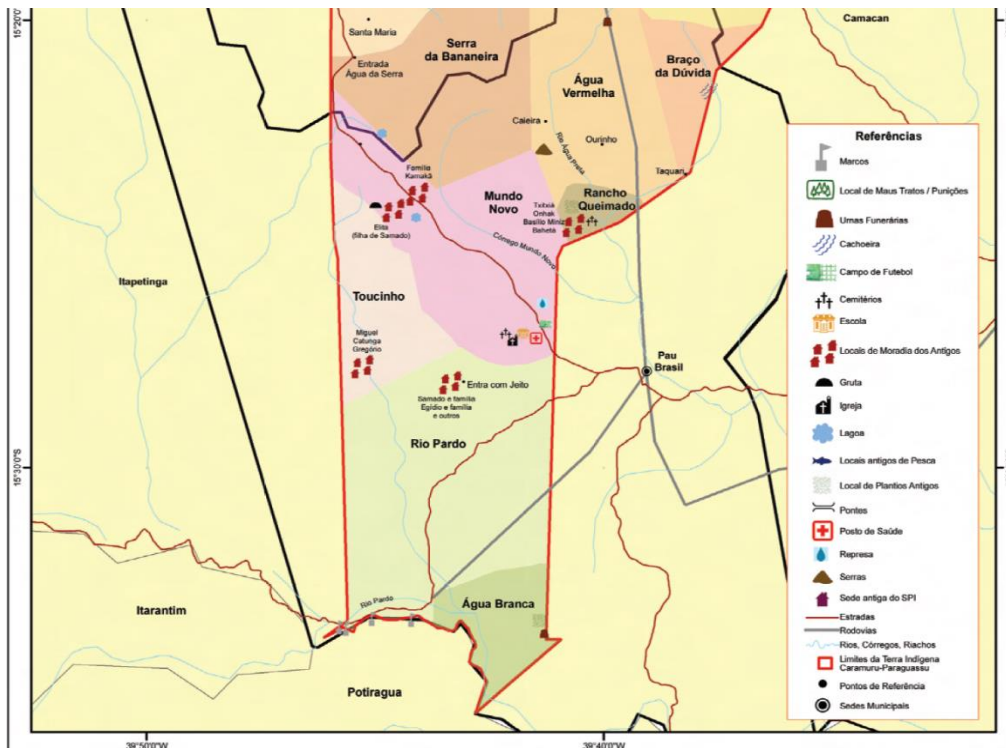 15°20'
Santa Maria
Serra
da Bananeira
Camacan
Entrada
Água da Serra
Braço
da Dúvida
Água
Vermelha
Caieira
Ourinho
Rio Água Preta
Taquari
Família
Kamakã
Mundo
Novo
Rancho
Queimado
Txitxiá
Onhak
Basílio Miniz
Bahetá
Elita
(filha de Samado)
Córrego Mundo Novo
Itapetinga
Toucinho
Miguel
Catunga
Gregório
Pau
Brasil
Entra com Jeito
Samado e família
Egídio e família
e outros
Rio Pardo
15°30'S
Água Branca
Rio Pardo
Itarantim
Potiragua
39°50'0"W
39°40'0"W
Referências
Marcos
Local de Maus Tratos / Punições
Urnas Funerárias
Cachoeira
Campo de Futebol
Cemitérios
Escola
Locais de Moradia dos Antigos
Gruta
Igreja
Lagoa
Locais antigos de Pesca
Local de Plantios Antigos
Pontes
Posto de Saúde
Represa
Serras
Sede antiga do SPI
Estradas
Rodovias
Rios, Córregos, Riachos
Limites da Terra Indígena
Caramuru-Paraguassu
Pontos de Referência
Sedes Municipais